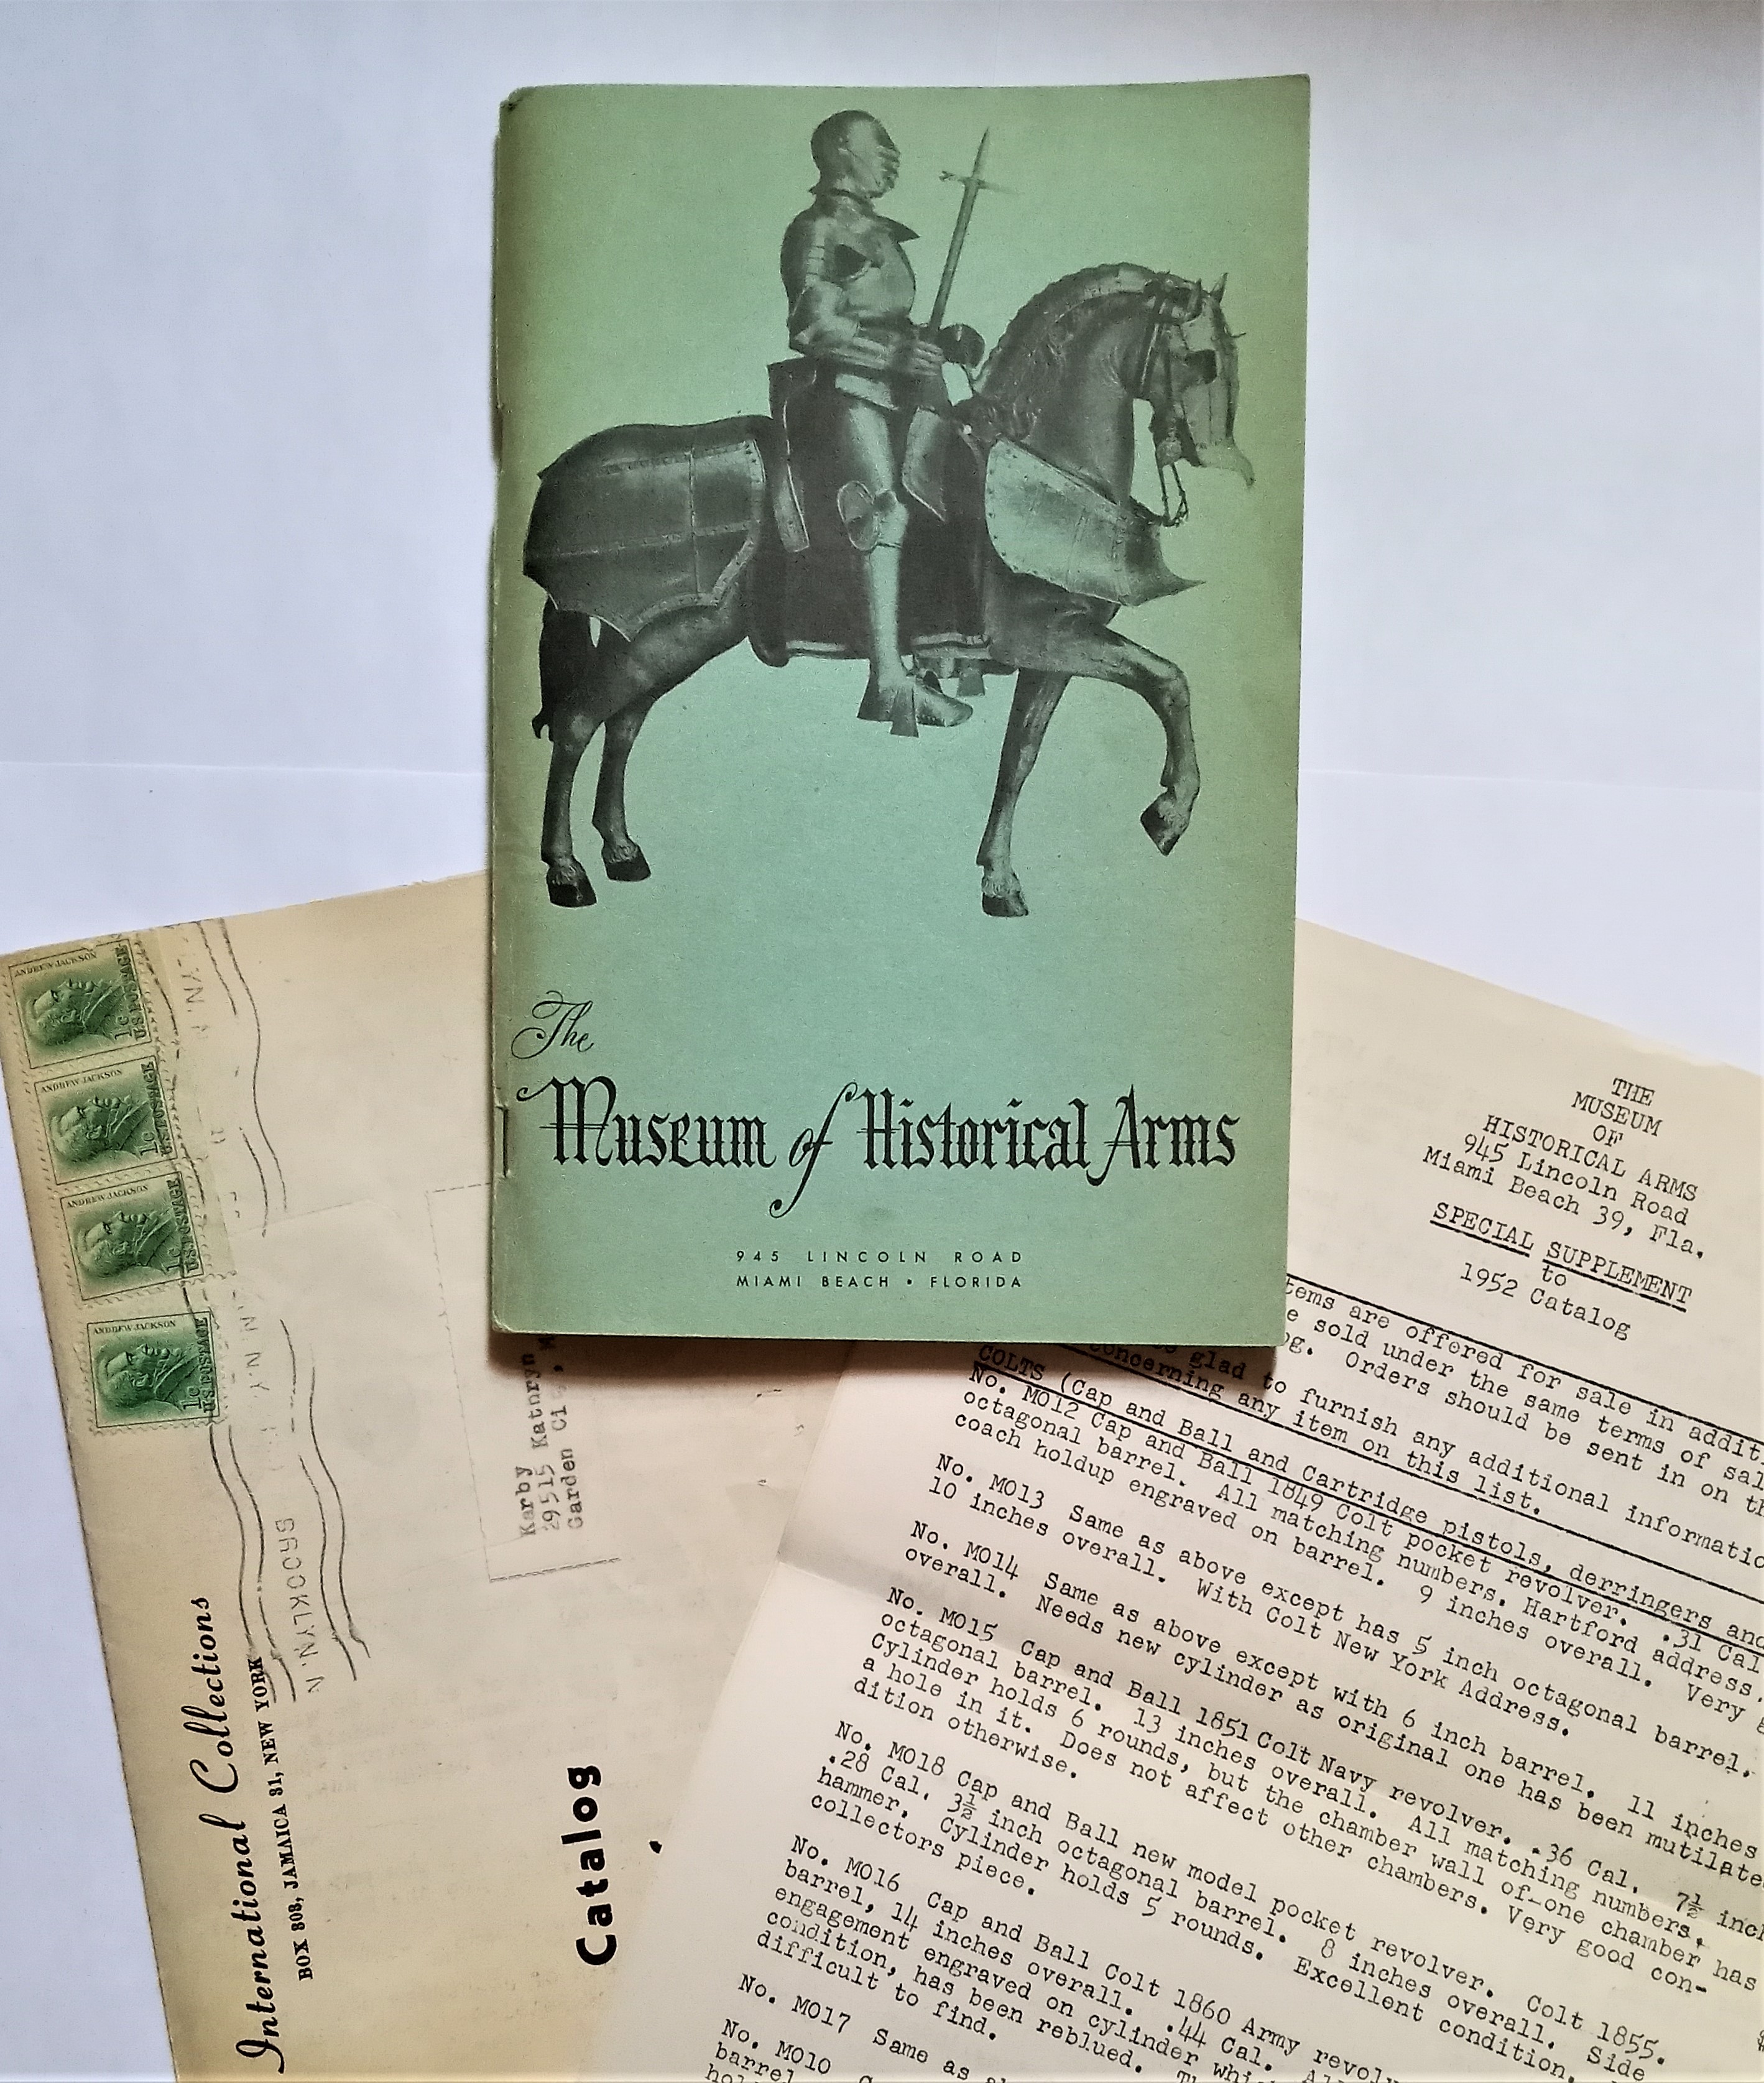 The
Museum of Historical Arms
945 LINCOLN ROAD
MIAMI BEACH • FLORIDA
ANDREW JACKSON
1c
U.S. POSTAGE
ANDREW JACKSON
1c
U.S. POSTAGE
ANDREW JACKSON
1c
U.S. POSTAGE
ANDREW JACKSON
1c
U.S. POSTAGE
BROOKLYN, N
International Collections
BOX 808, JAMAICA 31, NEW YORK
Catalog
Karby
29515 Kathryn
Garden
THE
MUSEUM
OF
HISTORICAL ARMS
945 Lincoln Road
Miami Beach 39, Fla.
SPECIAL SUPPLEMENT
to
1952 Catalog
are offered for sale in
sold under the same terms of
Orders should be sent in on
glad to furnish any additional
concerning any item on this list.
COLTS (Cap and Ball and Cartridge pistols, derringers and
No. M012 Cap and Ball 1849 Colt pocket revolver. .31 Cal
octagonal barrel. All matching numbers. Hartford address.
coach holdup engraved on barrel. 9 inches overall. Very
No. M013 Same as above except has 5 inch octagonal barrel,
10 inches overall. With Colt New York Address.
No. M014 Same as above except with 6 inch barrel. 11 inches
overall. Needs new cylinder as original one has been
No. M015 Cap and Ball 1851 Colt Navy revolver. .36 Cal. 7½
octagonal barrel. 13 inches overall. All matching numbers.
Cylinder holds 6 rounds, but the chamber wall of-one chamber has
a hole in it. Does not affect other chambers. Very good con-
dition otherwise.
No. M018 Cap and Ball new model pocket revolver. Colt 1855.
.28 Cal. 3½ inch octagonal barrel. 8 inches overall. Side
hammer. Cylinder holds 5 rounds. Excellent condition.
collectors piece.
No. M016 Cap and Ball Colt 1860 Army
barrel, 14 inches overall. .44 Cal.
engagement engraved on cylinder
condition, has been reblued.
difficult to find.
No. M017 Same as
No. M010
barrel